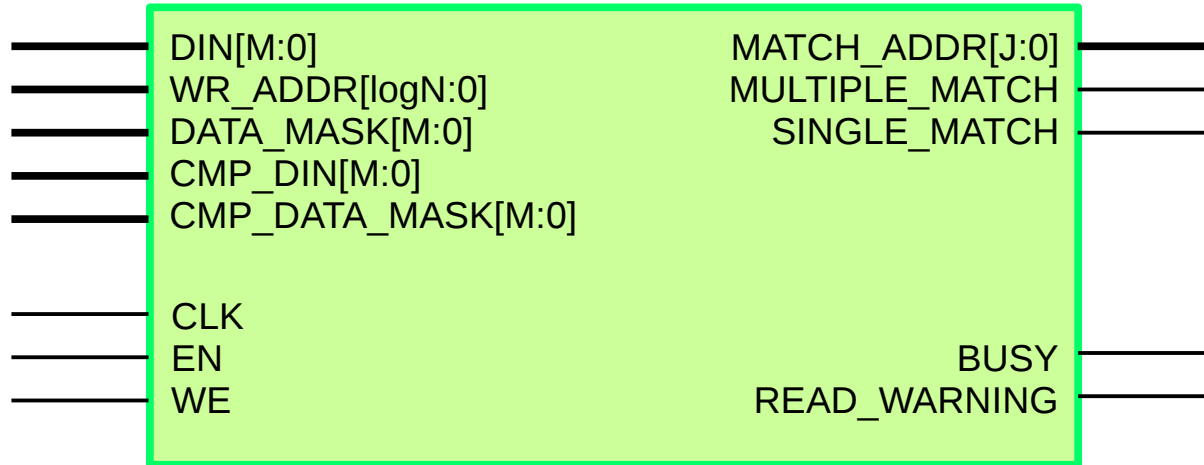 DIN[M:0]
WR_ADDR[logN:0]
DATA_MASK[M:0]
CMP_DIN[M:0]
CMP_DATA_MASK[M:0]
CLK
EN
WE
MATCH_ADDR[J:0]
MULTIPLE_MATCH
SINGLE_MATCH
BUSY
READ_WARNING